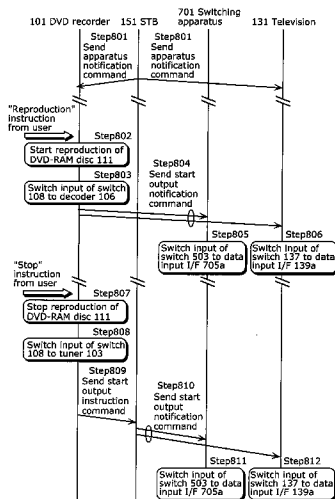 701 Switching
101 DVD recorder 151 STB apparatus 131 Television
Step801
Send
apparatus
notification
command
Step801
Send
apparatus
notification
command
"Reproduction"
instruction
from user
Step802
Start reproduction of
DVD-RAM disc 111
Step803
Switch input of switch
108 to decoder 106
Step804
Send start
output
notification
command
Step805
Switch input of
switch 503 to data
input I/F 705a
Step806
Switch input of
switch 137 to data
input I/F 139a
"Stop"
instruction
from user
Step807
Stop reproduction of
DVD-RAM disc 111
Step808
Switch input of switch
108 to tuner 103
Step809
Send start
output
instruction
command
Step810
Send start
output
notification
command
Step811
Switch input of
switch 503 to data
input I/F 705a
Step812
Switch input of
switch 137 to data
input I/F 139a